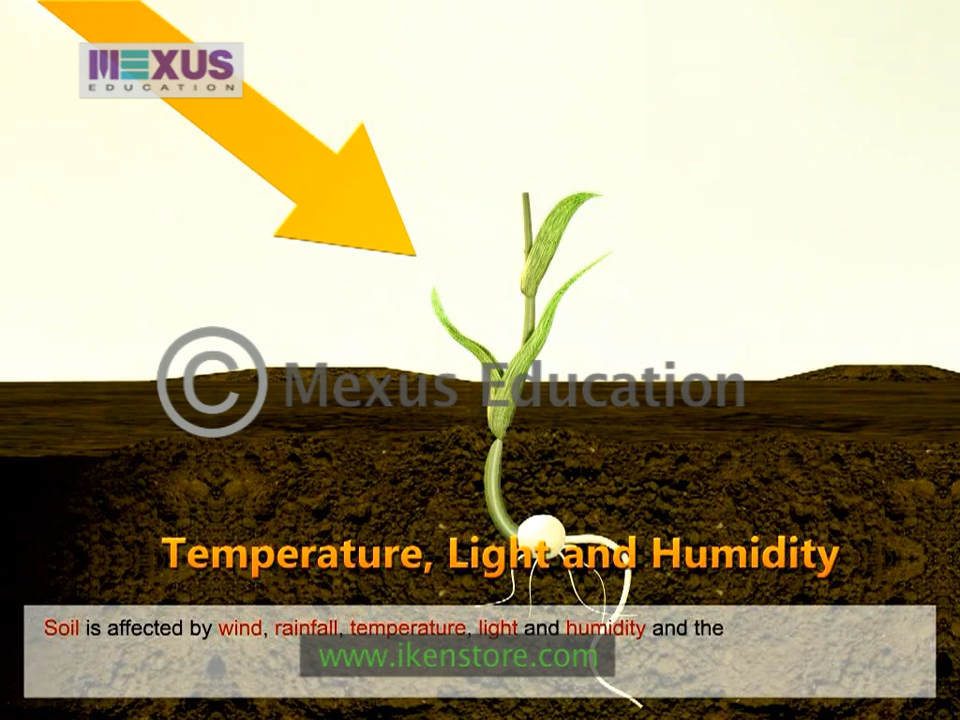 MEXUS
EDUCATION
© Mexus Education
Temperature, Light and Humidity
Soil is affected by wind, rainfall, temperature, light and humidity and the
www.ikenstore.com